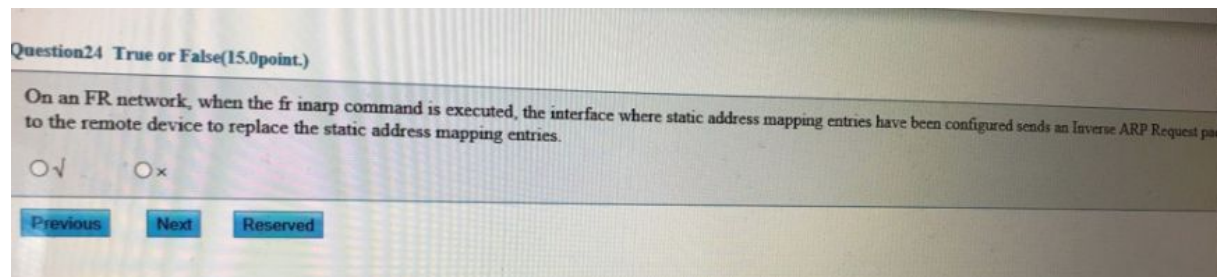 Question24 True or False(15.0point.)
On an FR network, when the fr inarp command is executed, the interface where static address mapping entries have been configured sends an Inverse ARP Request
to the remote device to replace the static address mapping entries.
√ ×
Previous Next Reserved